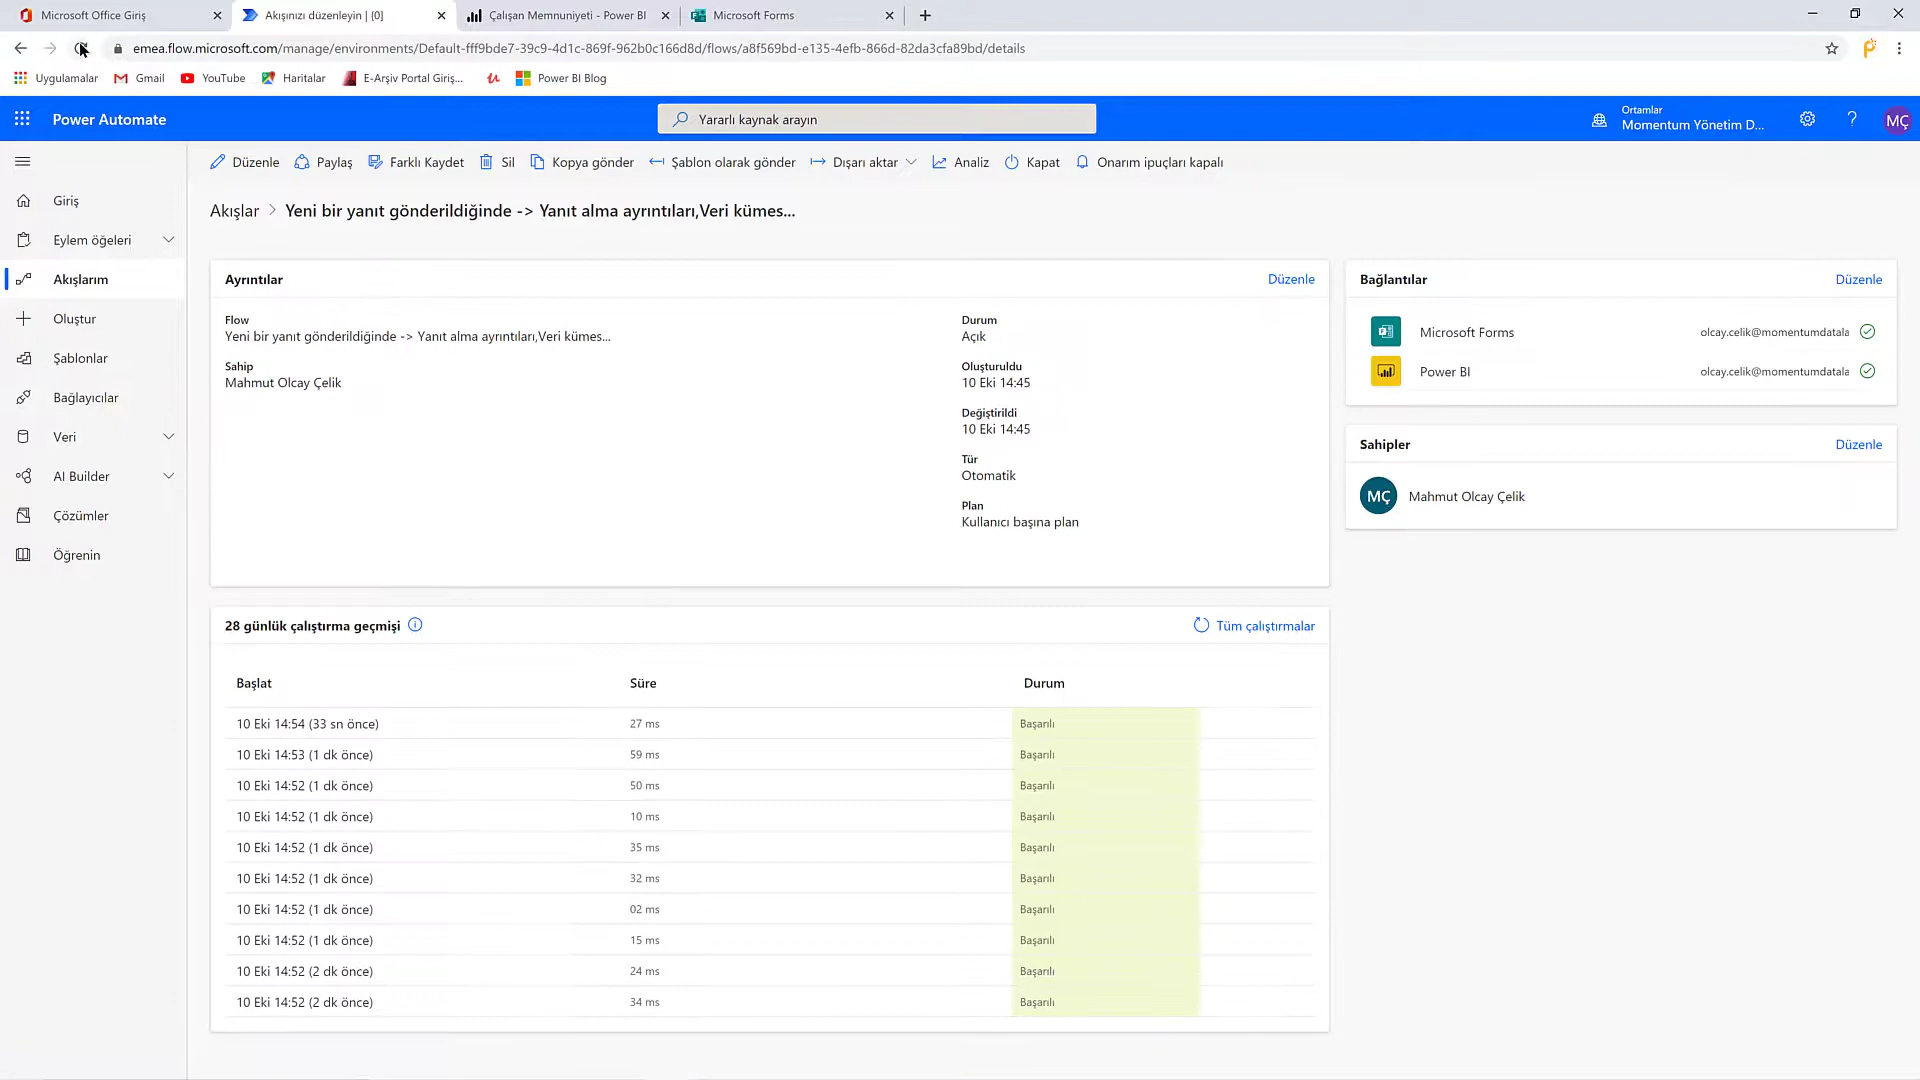 Microsoft Office Giriş
Akışınızı düzenleyin | {0}
Çalışan Memnuniyeti - Power BI
Microsoft Forms
emea.flow.microsoft.com/manage/environments/Default-fff9bde7-39c9-4d1c-869f-962b0c166d8d/flows/a8f569bd-e135-4efb-866d-82da3cfa89bd/details
Uygulamalar
Gmail
YouTube
Haritalar
E-Arşiv Portal Giriş...
Power BI Blog
Power Automate
Yararlı kaynak arayın
Ortamlar
Momentum Yönetim D...
MÇ
Düzenle
Paylaş
Farklı Kaydet
Sil
Kopya gönder
Şablon olarak gönder
Dışarı aktar
Analiz
Kapat
Onarım ipuçları kapalı
Giriş
Eylem öğeleri
Akışlarım
Oluştur
Şablonlar
Bağlayıcılar
Veri
AI Builder
Çözümler
Öğrenin
Akışlar > Yeni bir yanıt gönderildiğinde -> Yanıt alma ayrıntıları,Veri kümes...
Ayrıntılar
Düzenle
Flow
Yeni bir yanıt gönderildiğinde -> Yanıt alma ayrıntıları,Veri kümes...
Sahip
Mahmut Olcay Çelik
Durum
Açık
Oluşturuldu
10 Eki 14:45
Değiştirildi
10 Eki 14:45
Tür
Otomatik
Plan
Kullanıcı başına plan
Bağlantılar
Düzenle
Microsoft Forms
olcay.celik@momentumdatala
Power BI
olcay.celik@momentumdatala
Sahipler
Düzenle
MÇ
Mahmut Olcay Çelik
28 günlük çalıştırma geçmişi
Tüm çalıştırmalar
Başlat Süre Durum
10 Eki 14:54 (33 sn önce) 27 ms Başarılı
10 Eki 14:53 (1 dk önce) 59 ms Başarılı
10 Eki 14:52 (1 dk önce) 50 ms Başarılı
10 Eki 14:52 (1 dk önce) 10 ms Başarılı
10 Eki 14:52 (1 dk önce) 35 ms Başarılı
10 Eki 14:52 (1 dk önce) 32 ms Başarılı
10 Eki 14:52 (1 dk önce) 02 ms Başarılı
10 Eki 14:52 (1 dk önce) 15 ms Başarılı
10 Eki 14:52 (2 dk önce) 24 ms Başarılı
10 Eki 14:52 (2 dk önce) 34 ms Başarılı